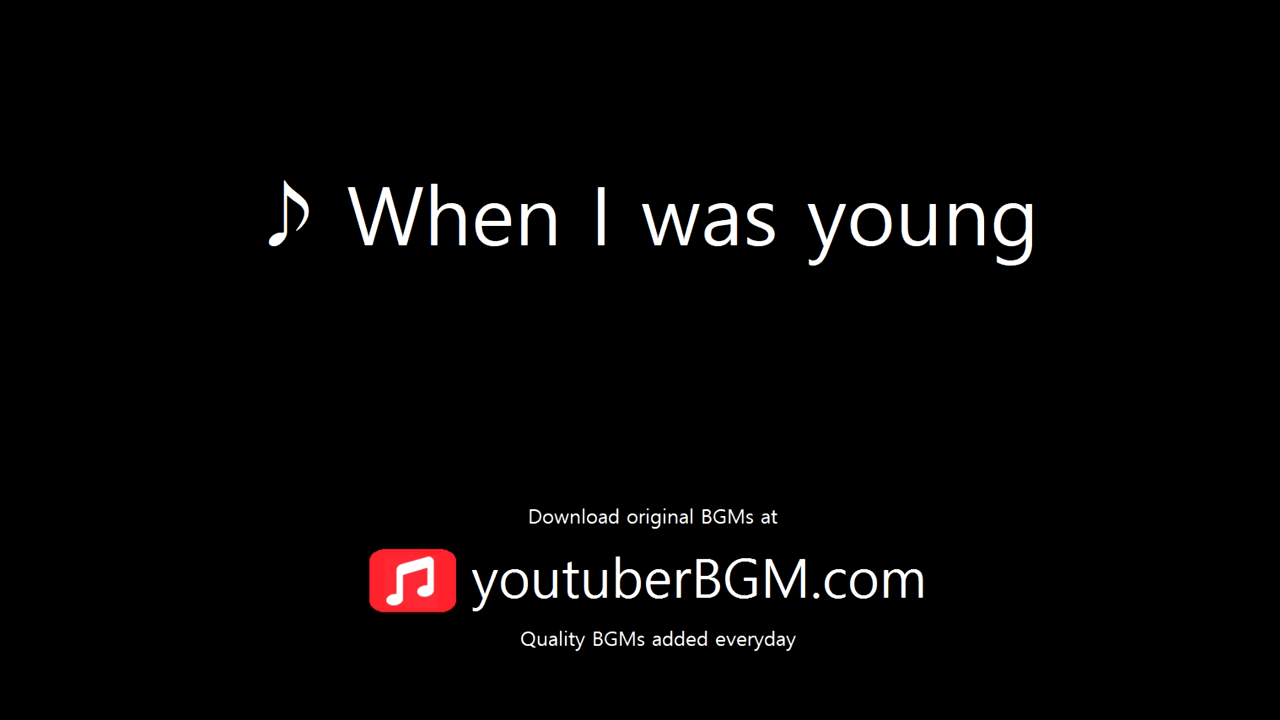 ♪ When I was young
Download original BGMs at
youtuberBGM.com
Quality BGMs added everyday